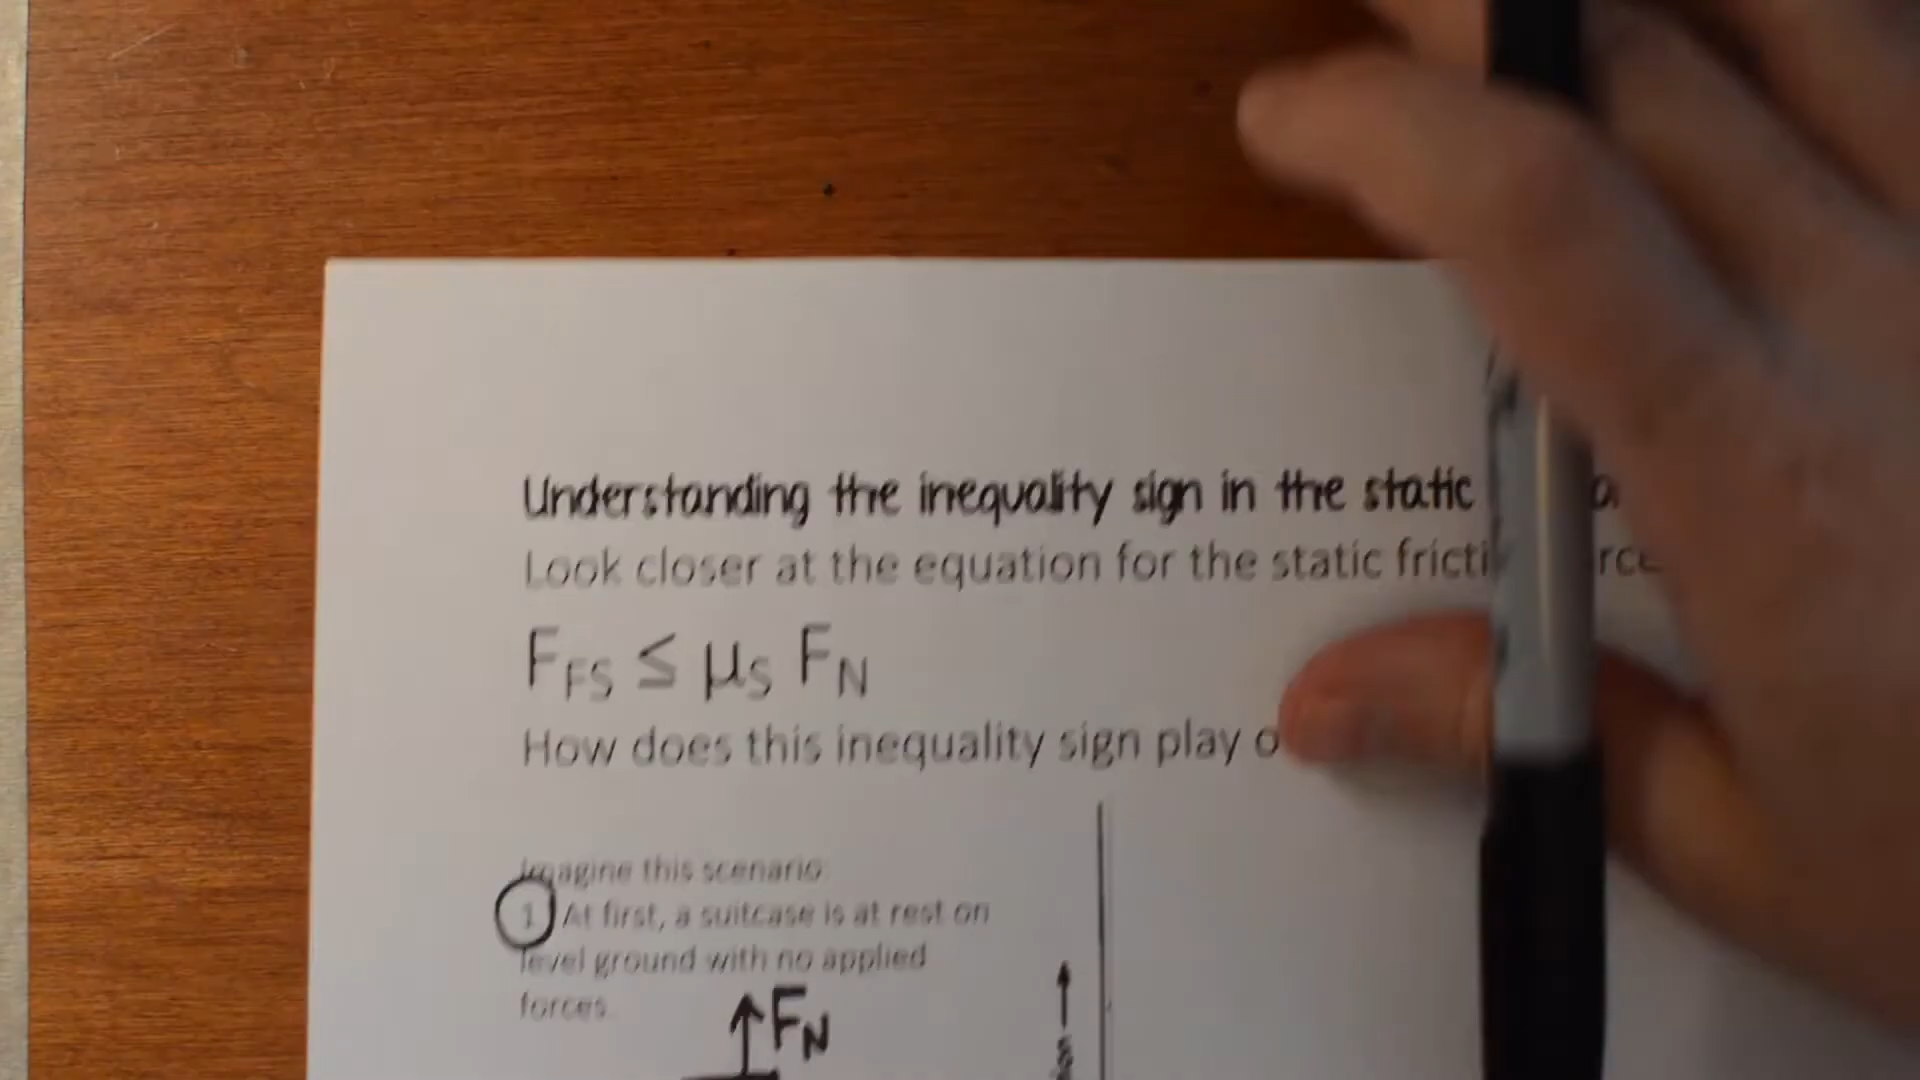 Understanding the inequality sign in the static
Look closer at the equation for the static
F_FS ≤ μ_S F_N
How does this inequality sign play
Imagine this scenario:
1. At first, a suitcase is at rest on
level ground with no applied
forces.
↑F_N